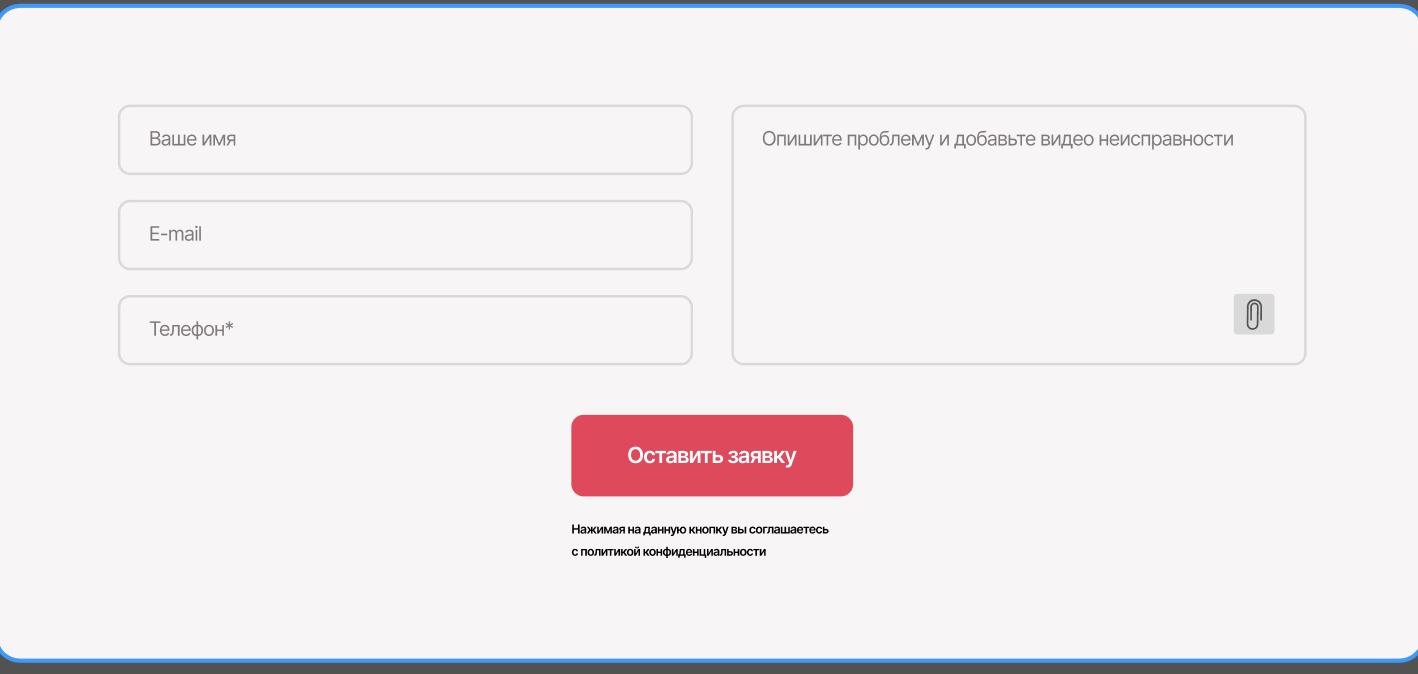 Ваше имя
E-mail
Телефон*
Опишите проблему и добавьте видео неисправности
Оставить заявку
Нажимая на данную кнопку вы соглашаетесь
с политикой конфиденциальности